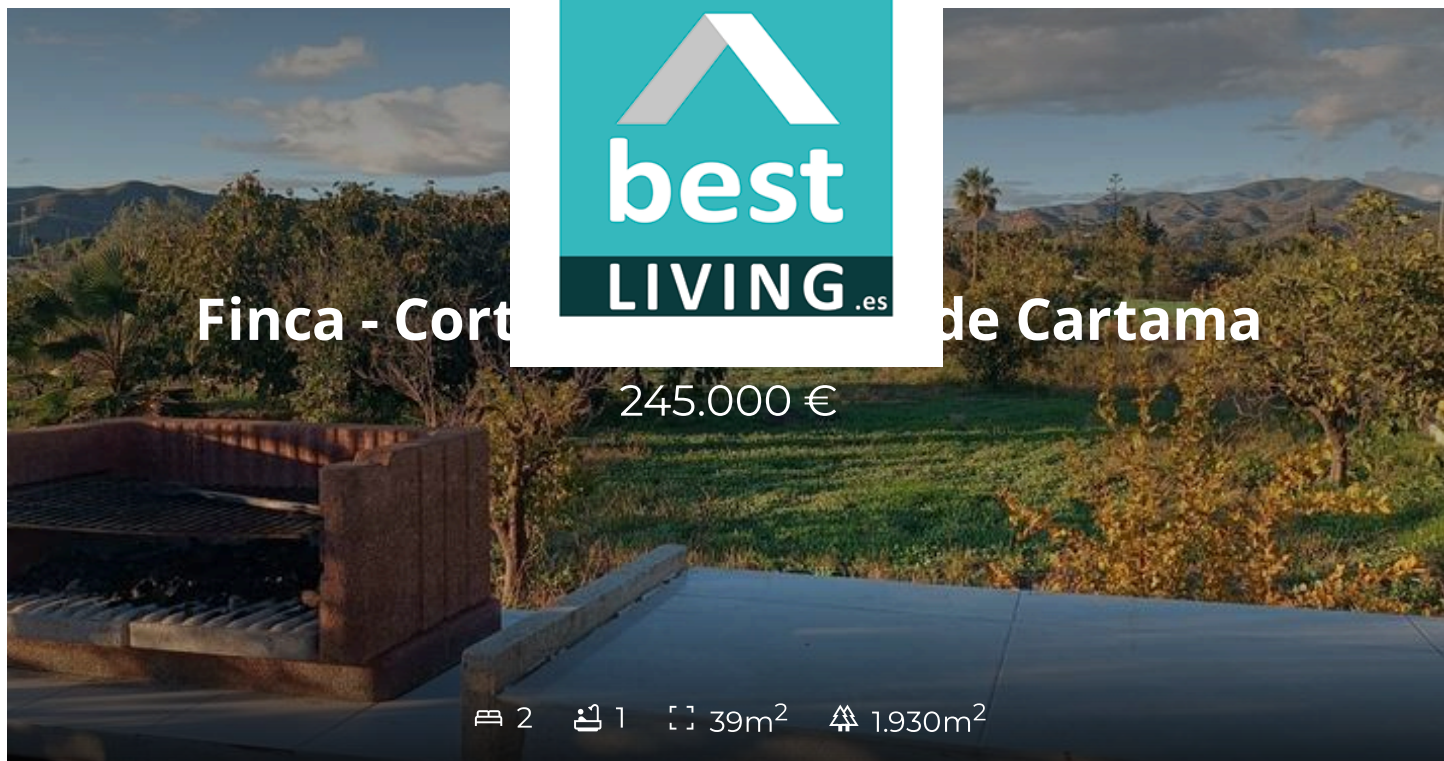 best
LIVING.es
Finca - Cort de Cartama
245.000 €
2 1 39m2 1.930m2